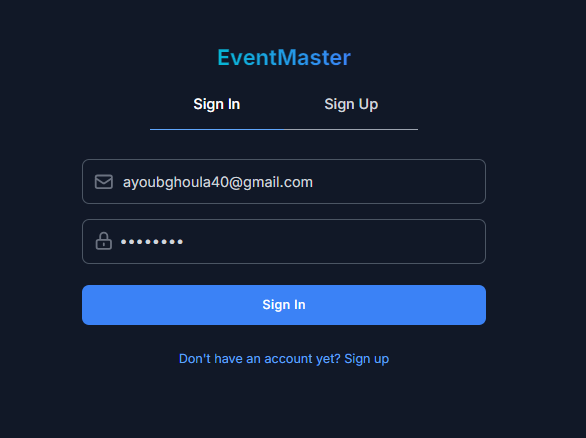 EventMaster
Sign In Sign Up
ayoubghoula40@gmail.com
••••••••
Sign In
Don't have an account yet? Sign up